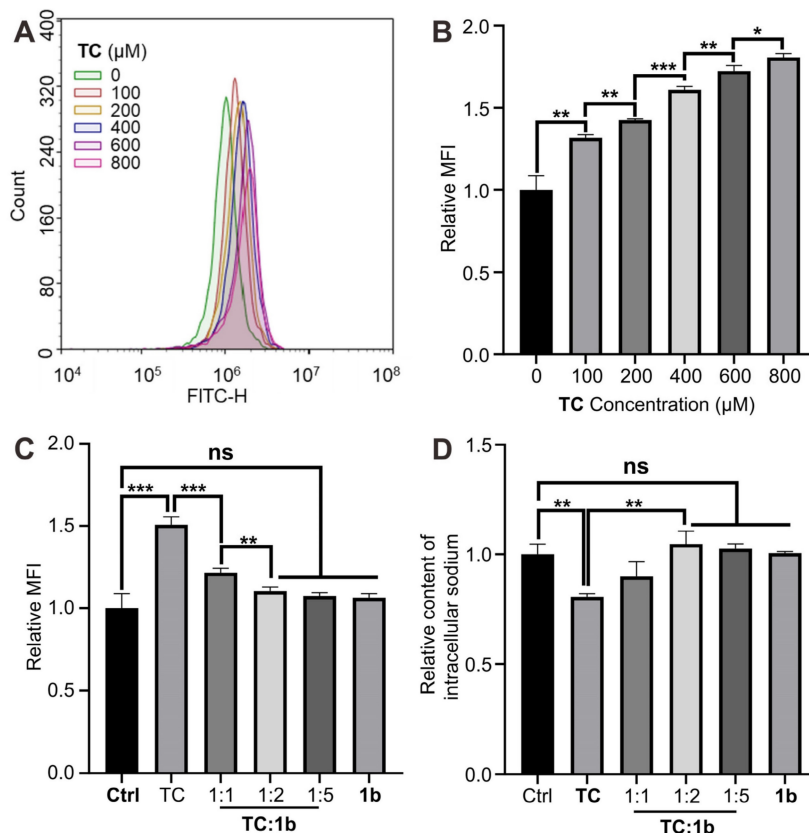 A
TC (µM)
0
100
200
400
600
800
Count
400
320
240
160
80
0
10^4 10^5 10^6 10^7 10^8
FITC-H
B
Relative MFI
2.0
1.5
1.0
0.5
0.0
** ** *** ** *
0 100 200 400 600 800
TC Concentration (µM)
C
Relative MFI
2.0
1.5
1.0
0.5
0.0
ns
*** ***
**
Ctrl TC 1:1 1:2 1:5 1b
TC:1b
D
Relative content of
intracellular sodium
1.5
1.0
0.5
0.0
ns
** **
Ctrl TC 1:1 1:2 1:5 1b
TC:1b